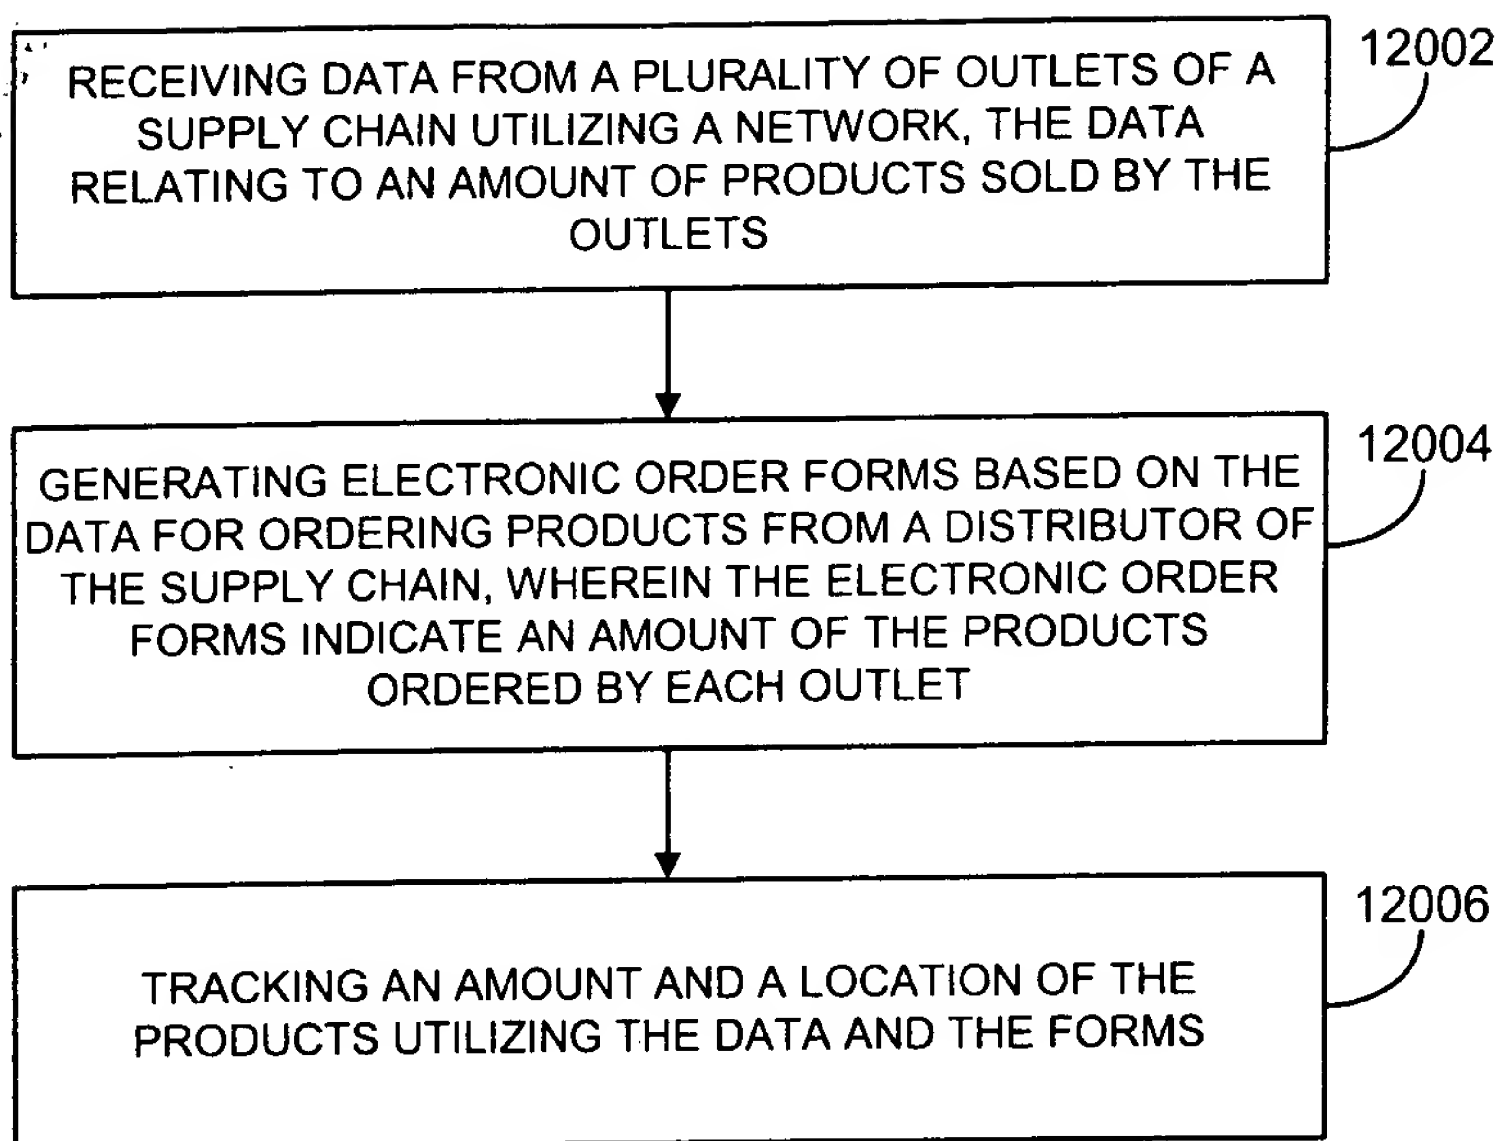 12002
RECEIVING DATA FROM A PLURALITY OF OUTLETS OF A
SUPPLY CHAIN UTILIZING A NETWORK, THE DATA
RELATING TO AN AMOUNT OF PRODUCTS SOLD BY THE
OUTLETS
12004
GENERATING ELECTRONIC ORDER FORMS BASED ON THE
DATA FOR ORDERING PRODUCTS FROM A DISTRIBUTOR OF
THE SUPPLY CHAIN, WHEREIN THE ELECTRONIC ORDER
FORMS INDICATE AN AMOUNT OF THE PRODUCTS
ORDERED BY EACH OUTLET
12006
TRACKING AN AMOUNT AND A LOCATION OF THE
PRODUCTS UTILIZING THE DATA AND THE FORMS